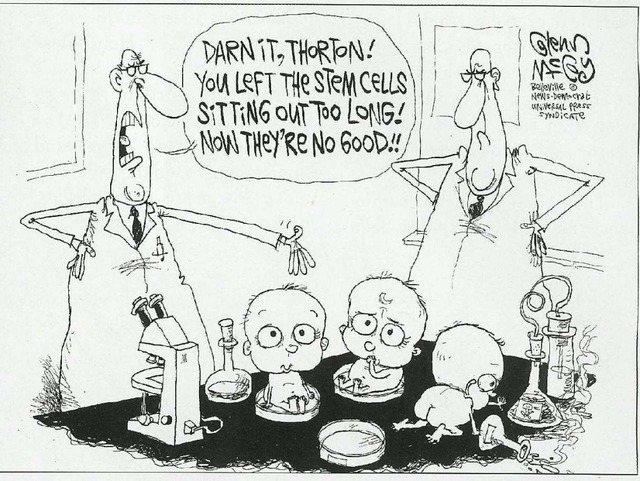 DARN iT, THORTON!
YOU LEFT THE STEM CELLS
SiTTiNG OUT TOO LONG!
NOW THEY'RE NO GOOD!!
Glenn
McCoy
Belleville ©
News-Democrat
Universal Press
Syndicate